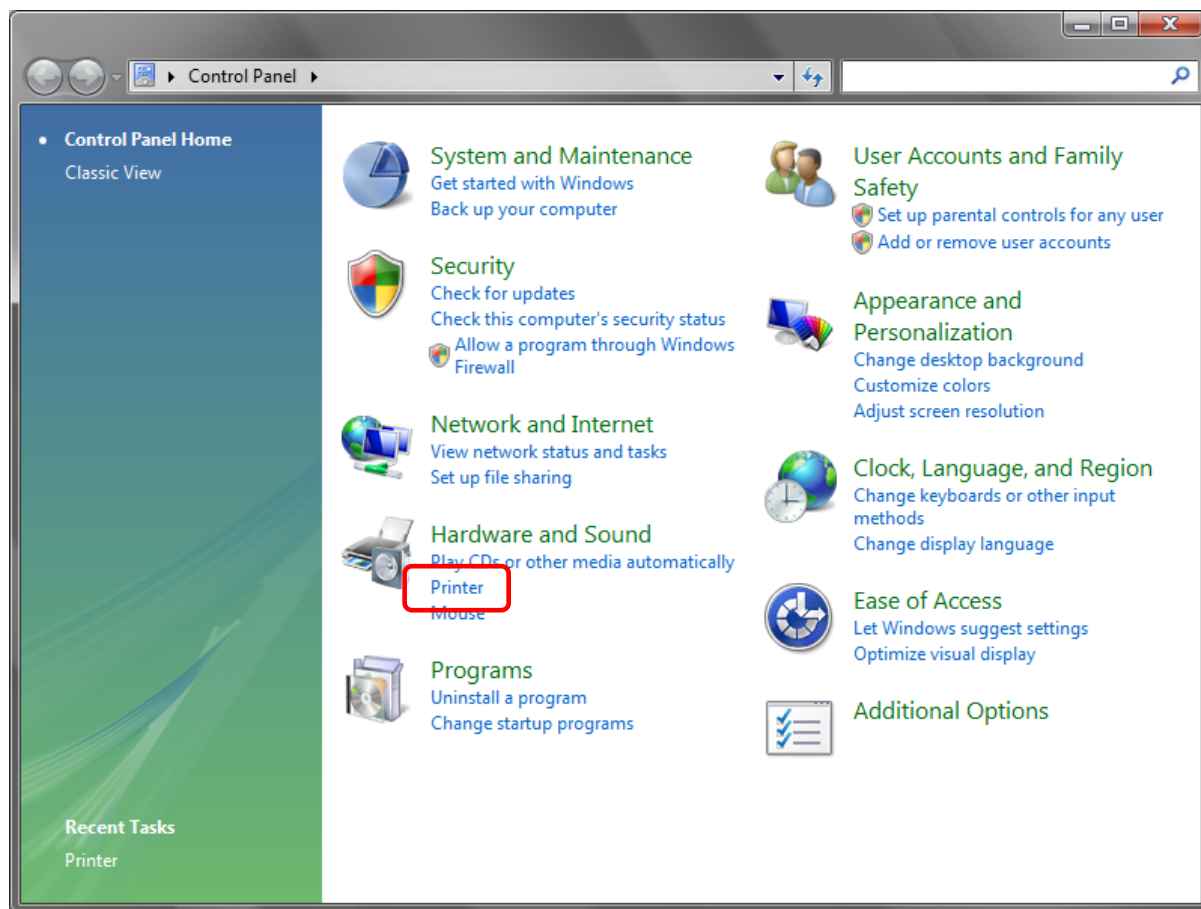 Control Panel
Control Panel Home
Classic View
Recent Tasks
Printer
System and Maintenance
Get started with Windows
Back up your computer
Security
Check for updates
Check this computer's security status
Allow a program through Windows
Firewall
Network and Internet
View network status and tasks
Set up file sharing
Hardware and Sound
Play CDs or other media automatically
Printer
Mouse
Programs
Uninstall a program
Change startup programs
User Accounts and Family
Safety
Set up parental controls for any user
Add or remove user accounts
Appearance and
Personalization
Change desktop background
Customize colors
Adjust screen resolution
Clock, Language, and Region
Change keyboards or other input
methods
Change display language
Ease of Access
Let Windows suggest settings
Optimize visual display
Additional Options